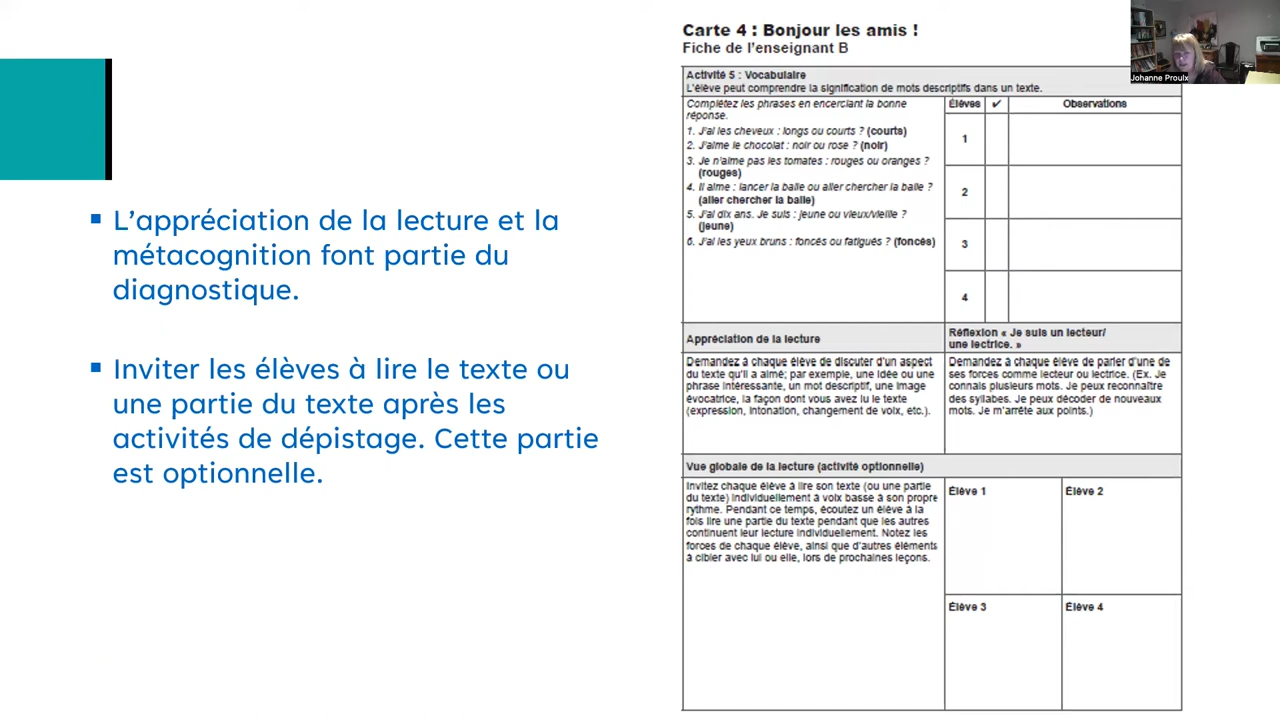 L'appréciation de la lecture et la
métacognition font partie du
diagnostique.
Inviter les élèves à lire le texte ou
une partie du texte après les
activités de dépistage. Cette partie
est optionnelle.
Carte 4 : Bonjour les amis !
Fiche de l'enseignant B
Johanne Proulx
Activité 5 : Vocabulaire
L'élève peut comprendre la signification de mots descriptifs dans un texte.
Complétez les phrases en encerclant la bonne
réponse.
1. J'ai les cheveux : longs ou courts ? (courts)
2. J'aime le chocolat : noir ou rose ? (noir)
3. Je n'aime pas les tomates : rouges ou oranges ?
(rouges)
4. Il aime : lancer la balle ou aller chercher la balle ?
(aller chercher la balle)
5. J'ai dix ans. Je suis : jeune ou vieux/vieille ?
(jeune)
6. J'ai les yeux bruns : foncés ou fatigués ? (foncés)
Élèves ✓ Observations
1
2
3
4
Appréciation de la lecture
Demandez à chaque élève de discuter d'un aspect
du texte qu'il a aimé; par exemple, une idée ou une
phrase intéressante, un mot descriptif, une image
évocatrice, la façon dont vous avez lu le texte
(expression, intonation, changement de voix, etc.).
Réflexion « Je suis un lecteur/
une lectrice. »
Demandez à chaque élève de parler d'une de
ses forces comme lecteur ou lectrice. (Ex. Je
connais plusieurs mots. Je peux reconnaître
des syllabes. Je peux décoder de nouveaux
mots. Je m'arrête aux points.)
Vue globale de la lecture (activité optionnelle)
Invitez chaque élève à lire son texte (ou une partie
du texte) individuellement à voix basse à son propre
rythme. Pendant ce temps, écoutez un élève à la
fois lire une partie du texte pendant que les autres
continuent leur lecture individuellement. Notez les
forces de chaque élève, ainsi que d'autres éléments
à cibler avec lui ou elle, lors de prochaines leçons.
Élève 1
Élève 2
Élève 3
Élève 4